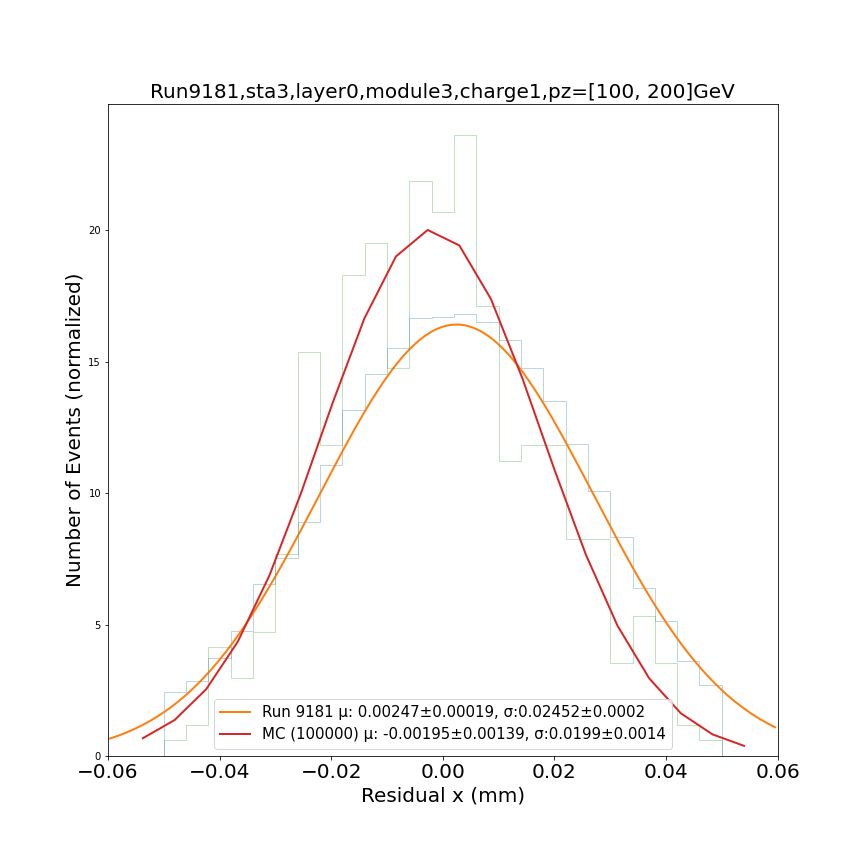 Run9181,sta3,layer0,module3,charge1,pz=[100, 200]GeV
Number of Events (normalized)
20
15
10
5
0
Run 9181 μ: 0.00247±0.00019, σ:0.02452±0.0002
MC (100000) μ: -0.00195±0.00139, σ:0.0199±0.0014
−0.06 −0.04 −0.02 0.00 0.02 0.04 0.06
Residual x (mm)